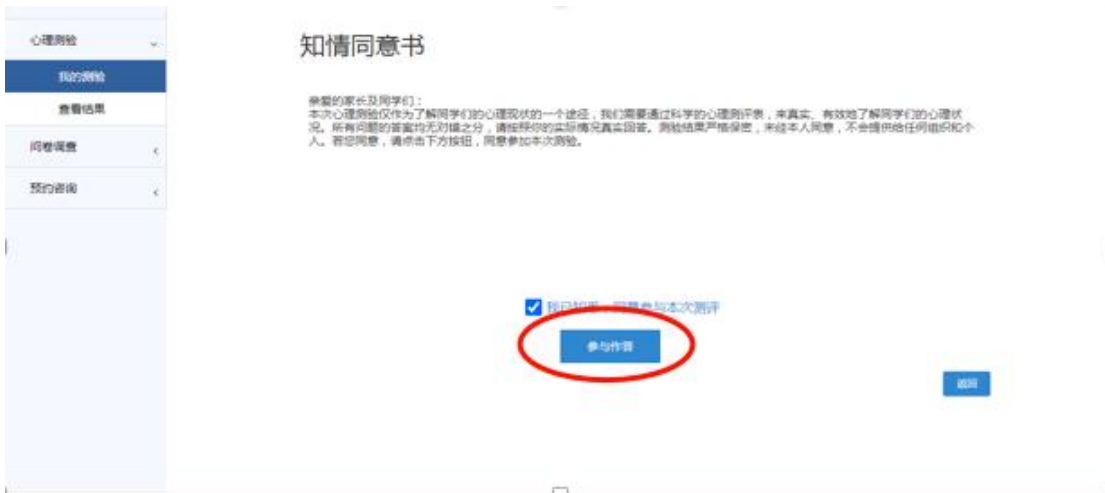 心理测验
我的测验
查看结果
问卷调查
预约咨询
知情同意书
亲爱的家长及同学们：
本次心理测验仅作为了解同学们的心理现状的一个途径，我们需要通过科学的心理测评表，来真实、有效地了解同学们的心理状
况。所有问题的答案均无对错之分，请按照你的实际情况真实回答。测验结果严格保密，未经本人同意，不会提供给任何组织和个
人。若您同意，请点击下方按钮，同意参加本次测验。
我已知悉，同意参与本次测评
参与作答
返回